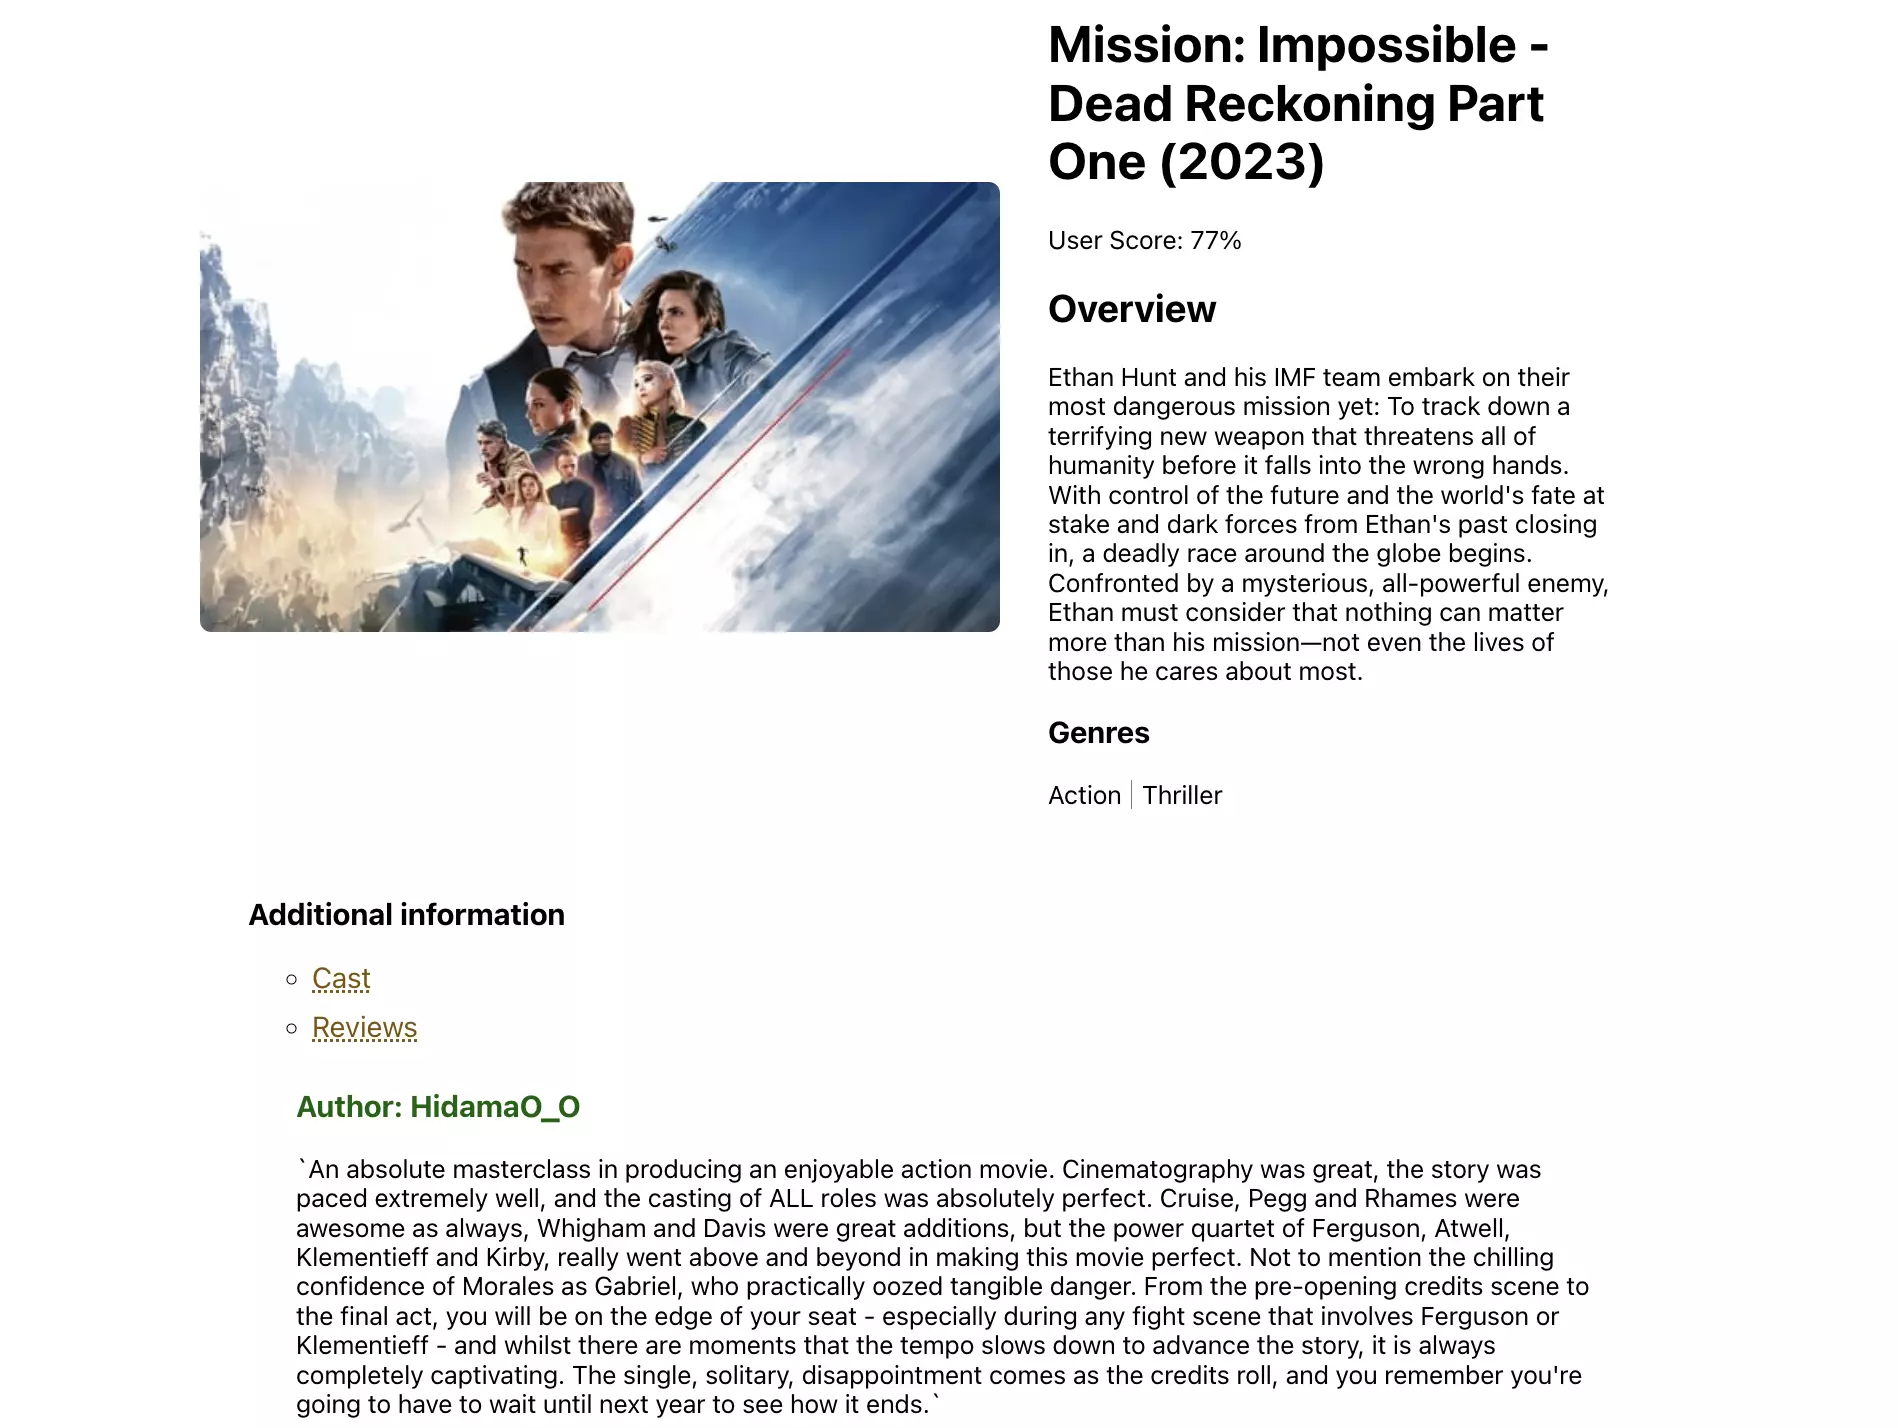 Mission: Impossible -
Dead Reckoning Part
One (2023)
User Score: 77%
Overview
Ethan Hunt and his IMF team embark on their
most dangerous mission yet: To track down a
terrifying new weapon that threatens all of
humanity before it falls into the wrong hands.
With control of the future and the world's fate at
stake and dark forces from Ethan's past closing
in, a deadly race around the globe begins.
Confronted by a mysterious, all-powerful enemy,
Ethan must consider that nothing can matter
more than his mission—not even the lives of
those he cares about most.
Genres
Action | Thriller
Additional information
Cast
Reviews
Author: HidamaO_O
`An absolute masterclass in producing an enjoyable action movie. Cinematography was great, the story was
paced extremely well, and the casting of ALL roles was absolutely perfect. Cruise, Pegg and Rhames were
awesome as always, Whigham and Davis were great additions, but the power quartet of Ferguson, Atwell,
Klementieff and Kirby, really went above and beyond in making this movie perfect. Not to mention the chilling
confidence of Morales as Gabriel, who practically oozed tangible danger. From the pre-opening credits scene to
the final act, you will be on the edge of your seat - especially during any fight scene that involves Ferguson or
Klementieff - and whilst there are moments that the tempo slows down to advance the story, it is always
completely captivating. The single, solitary, disappointment comes as the credits roll, and you remember you're
going to have to wait until next year to see how it ends.`